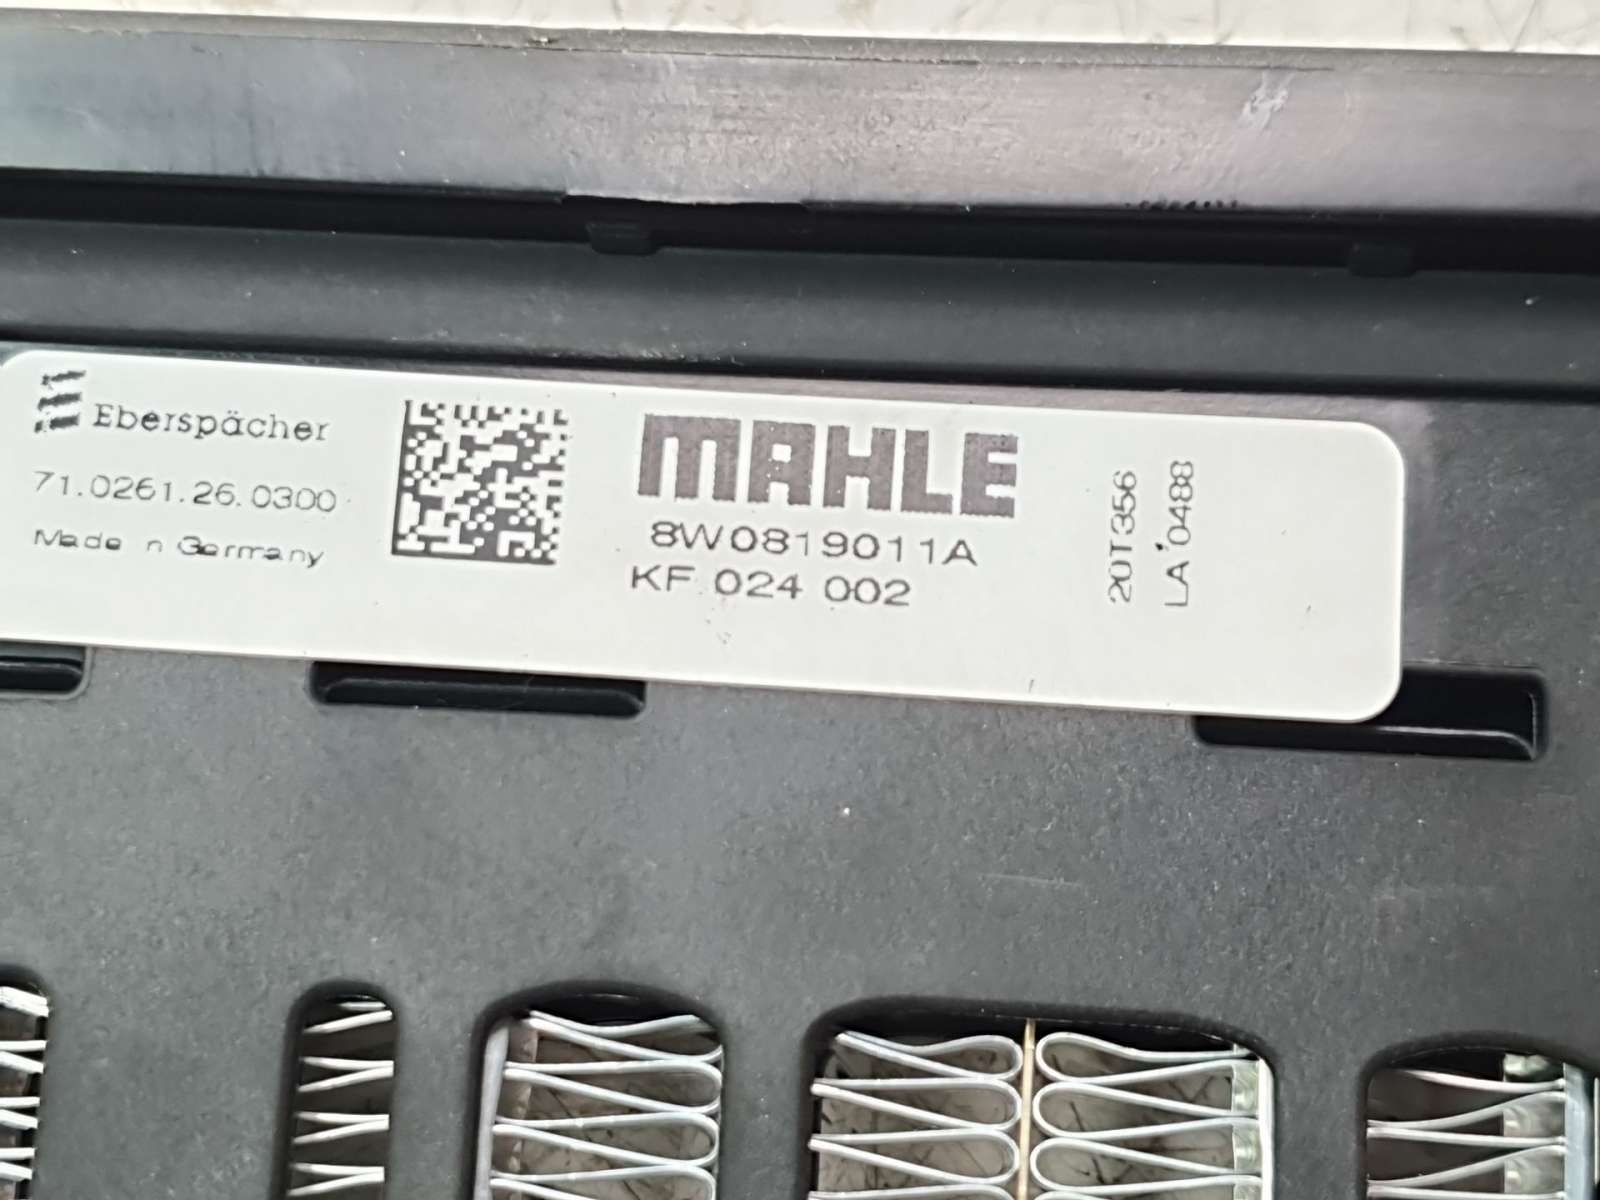 Eberspächer
71.0261.26.0300
Made n Germany
MAHLE
8W0819011A
KF 024 002
20T356
LA 0488